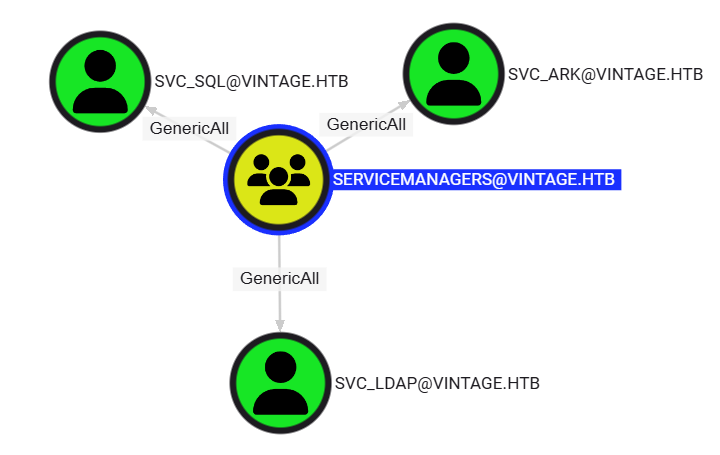 SVC_SQL@VINTAGE.HTB
SVC_ARK@VINTAGE.HTB
GenericAll
GenericAll
SERVICEMANAGERS@VINTAGE.HTB
GenericAll
SVC_LDAP@VINTAGE.HTB